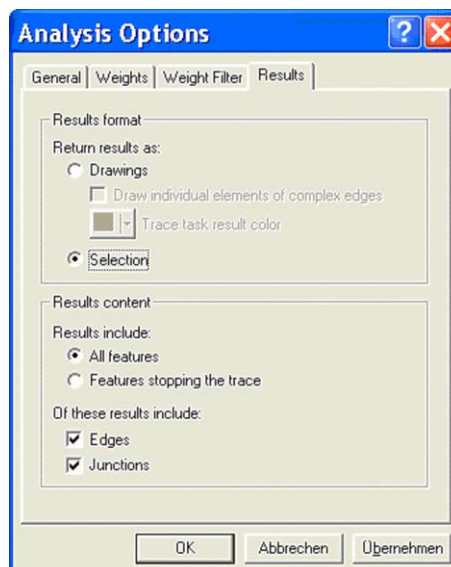 Analysis Options
General Weights Weight Filter Results
Results format
Return results as:
Drawings
Draw individual elements of complex edges
Trace task result color
Selection
Results content
Results include:
All features
Features stopping the trace
Of these results include:
Edges
Junctions
OK Abbrechen Übernehmen